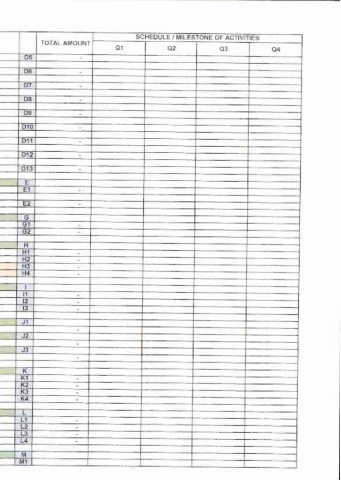 SCHEDULE / MILESTONE OF ACTIVITIES
TOTAL AMOUNT Q1 Q2 Q3 Q4
D5 -
D6 -
D7 -
D8 -
D9 -
D10 -
D11 -
D12 -
D13 -
E
E1 -
E2 -
G
G1 -
G2 -
H
H1 -
H2 -
H3 -
H4 -
I
I1 -
I2 -
I3 -
J1 -
J2 -
J3 -
K
K1 -
K2 -
K3 -
K4 -
L
L1 -
L2 -
L3 -
L4 -
M
M1 -